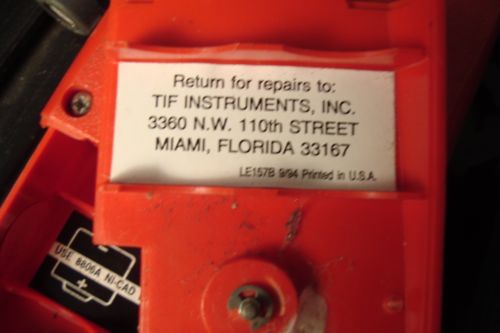 Return for repairs to:
TIF INSTRUMENTS, INC.
3360 N.W. 110th STREET
MIAMI, FLORIDA 33167
LE157B 9/94 Printed in U.S.A.
USE 8806A NI-CAD
-
+